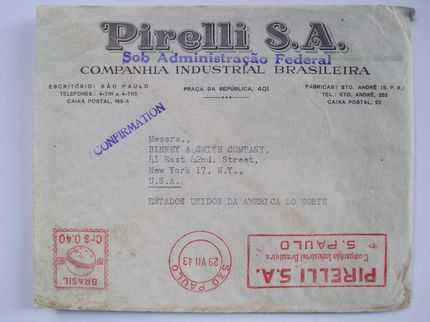 Pirelli S.A.
Sob Administração Federal
COMPANHIA INDUSTRIAL BRASILEIRA
ESCRITÓRIO: SÃO PAULO
TELEFONES: 4-7111 a 4-7115
CAIXA POSTAL, 163-A
PRAÇA DA REPÚBLICA, 401
FÁBRICAS: STO. ANDRÉ (S. P. R.)
TEL.: STO. ANDRÉ, 252
CAIXA POSTAL, 22
CONFIRMATION
Messrs.,
BINNEY & SMITH COMPANY,
41 East 42nd. Street,
New York 17, N.Y.,
U.S.A.
ESTADOS UNIDOS DA AMERICA DO NORTE
Cr$ 0.40
BRASIL
SÃO PAULO
29 VII 43
PIRELLI S.A.
Companhia Industrial Brasileira
S. PAULO